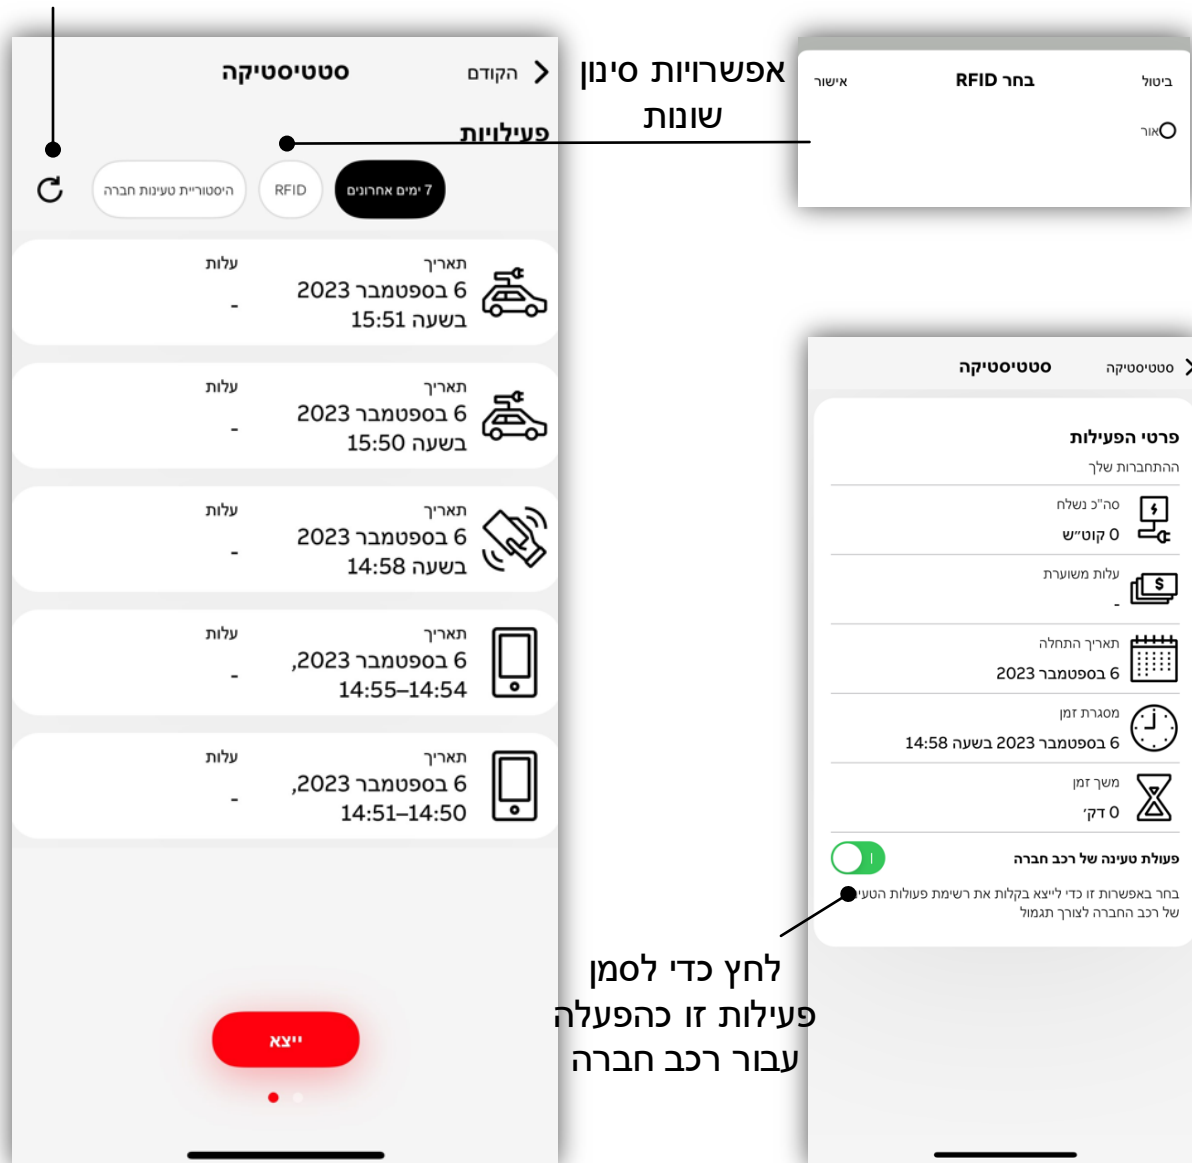 הקודם
סטטיסטיקה
פעילויות
7 ימים אחרונים
RFID
היסטוריית טעינות חברה
תאריך
עלות
6 בספטמבר 2023
בשעה 15:51
-
תאריך
עלות
6 בספטמבר 2023
בשעה 15:50
-
תאריך
עלות
6 בספטמבר 2023
בשעה 14:58
-
תאריך
עלות
6 בספטמבר 2023,
14:55–14:54
-
תאריך
עלות
6 בספטמבר 2023,
14:51–14:50
-
ייצא
אפשרויות סינון
שונות
ביטול
בחר RFID
אישור
אור
סטטיסטיקה
סטטיסטיקה
פרטי הפעילות
ההתחברות שלך
סה"כ נשלח
0 קוט״ש
עלות משוערת
-
תאריך התחלה
6 בספטמבר 2023
מסגרת זמן
6 בספטמבר 2023 בשעה 14:58
משך זמן
0 דק׳
פעולת טעינה של רכב חברה
בחר באפשרות זו כדי לייצא בקלות את רשימת פעולות
של רכב החברה לצורך תגמול
לחץ כדי לסמן
פעילות זו כהפעלה
עבור רכב חברה